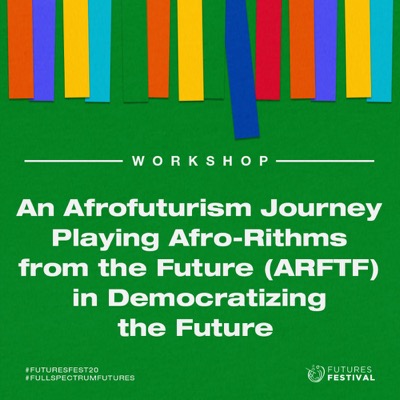 WORKSHOP
An Afrofuturism Journey
Playing Afro-Rithms
from the Future (ARFTF)
in Democratizing
the Future
#FUTURESFEST20
#FULLSPECTRUMFUTURES
FUTURES
FESTIVAL